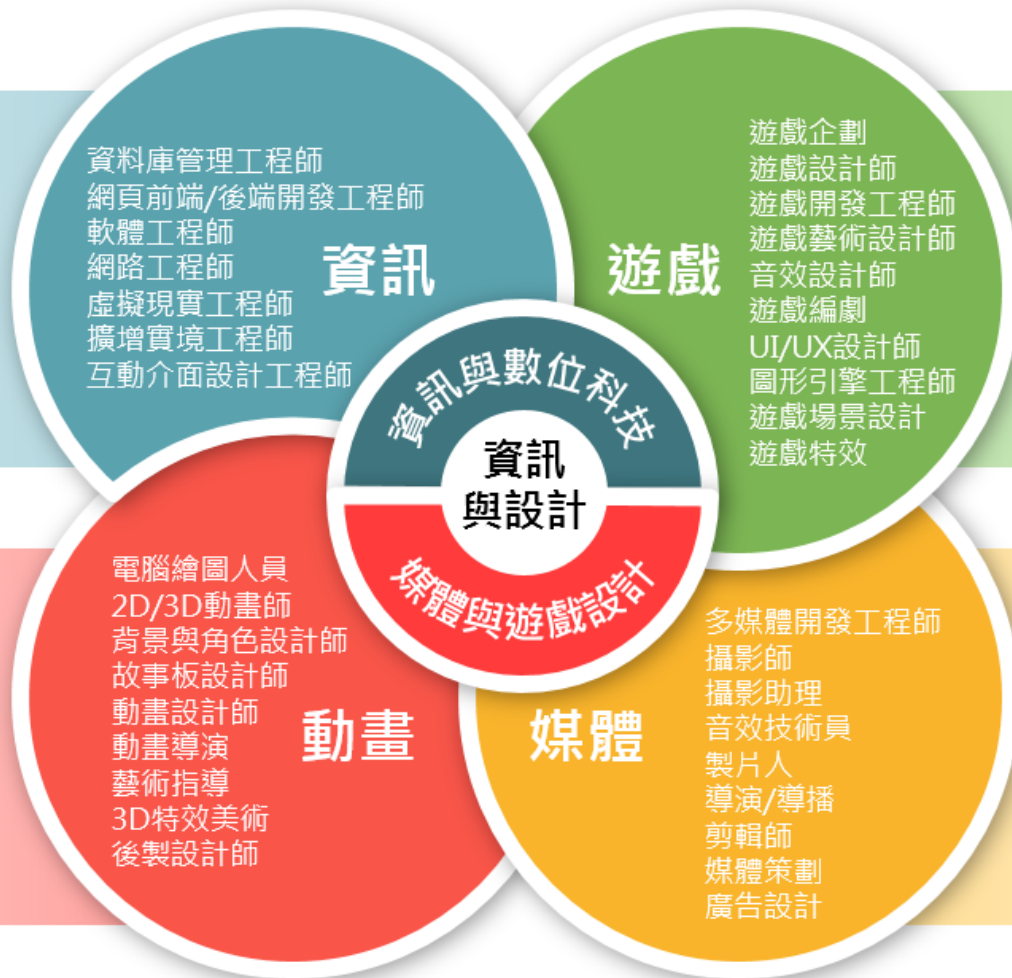 資料庫管理工程師
網頁前端/後端開發工程師
軟體工程師
網路工程師
虛擬現實工程師
擴增實境工程師
互動介面設計工程師
資訊
遊戲
遊戲企劃
遊戲設計師
遊戲開發工程師
遊戲藝術設計師
音效設計師
遊戲編劇
UI/UX設計師
圖形引擎工程師
遊戲場景設計
遊戲特效
資訊與數位科技
資訊
與設計
媒體與遊戲設計
電腦繪圖人員
2D/3D動畫師
背景與角色設計師
故事板設計師
動畫設計師
動畫導演
藝術指導
3D特效美術
後製設計師
動畫
媒體
多媒體開發工程師
攝影師
攝影助理
音效技術員
製片人
導演/導播
剪輯師
媒體策劃
廣告設計